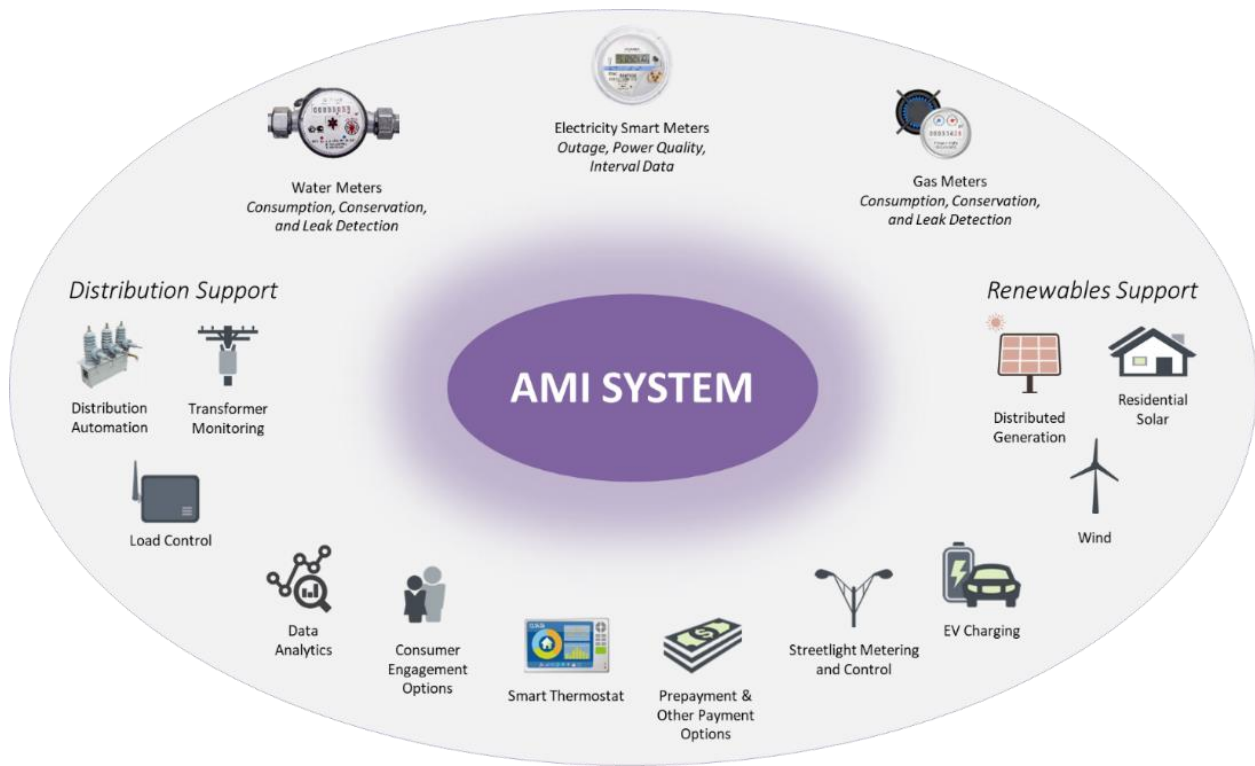 Electricity Smart Meters
Outage, Power Quality,
Interval Data
Water Meters
Consumption, Conservation,
and Leak Detection
Gas Meters
Consumption, Conservation,
and Leak Detection
Distribution Support
Renewables Support
AMI SYSTEM
Distribution
Automation
Transformer
Monitoring
Load Control
Distributed
Generation
Residential
Solar
Wind
Data
Analytics
Consumer
Engagement
Options
Smart Thermostat
Prepayment &
Other Payment
Options
Streetlight Metering
and Control
EV Charging